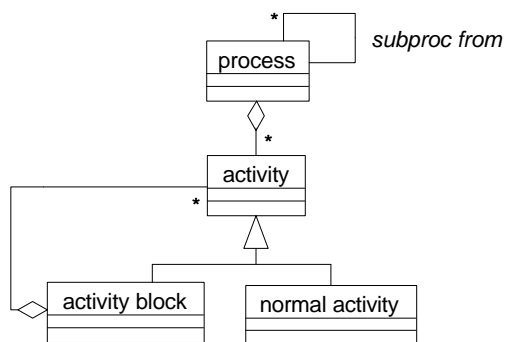 *
subproc from
process
*
activity
*
activity block
normal activity